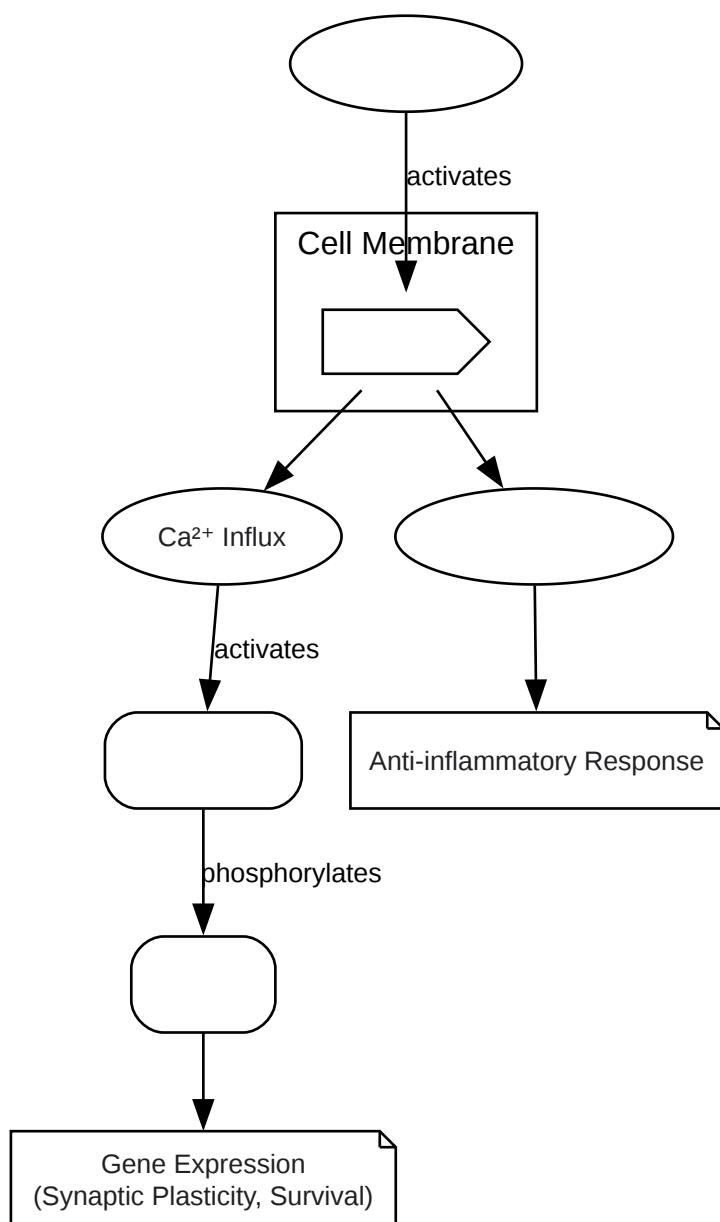 activates
Cell Membrane
Ca²⁺ Influx
activates
Anti-inflammatory Response
phosphorylates
Gene Expression
(Synaptic Plasticity, Survival)